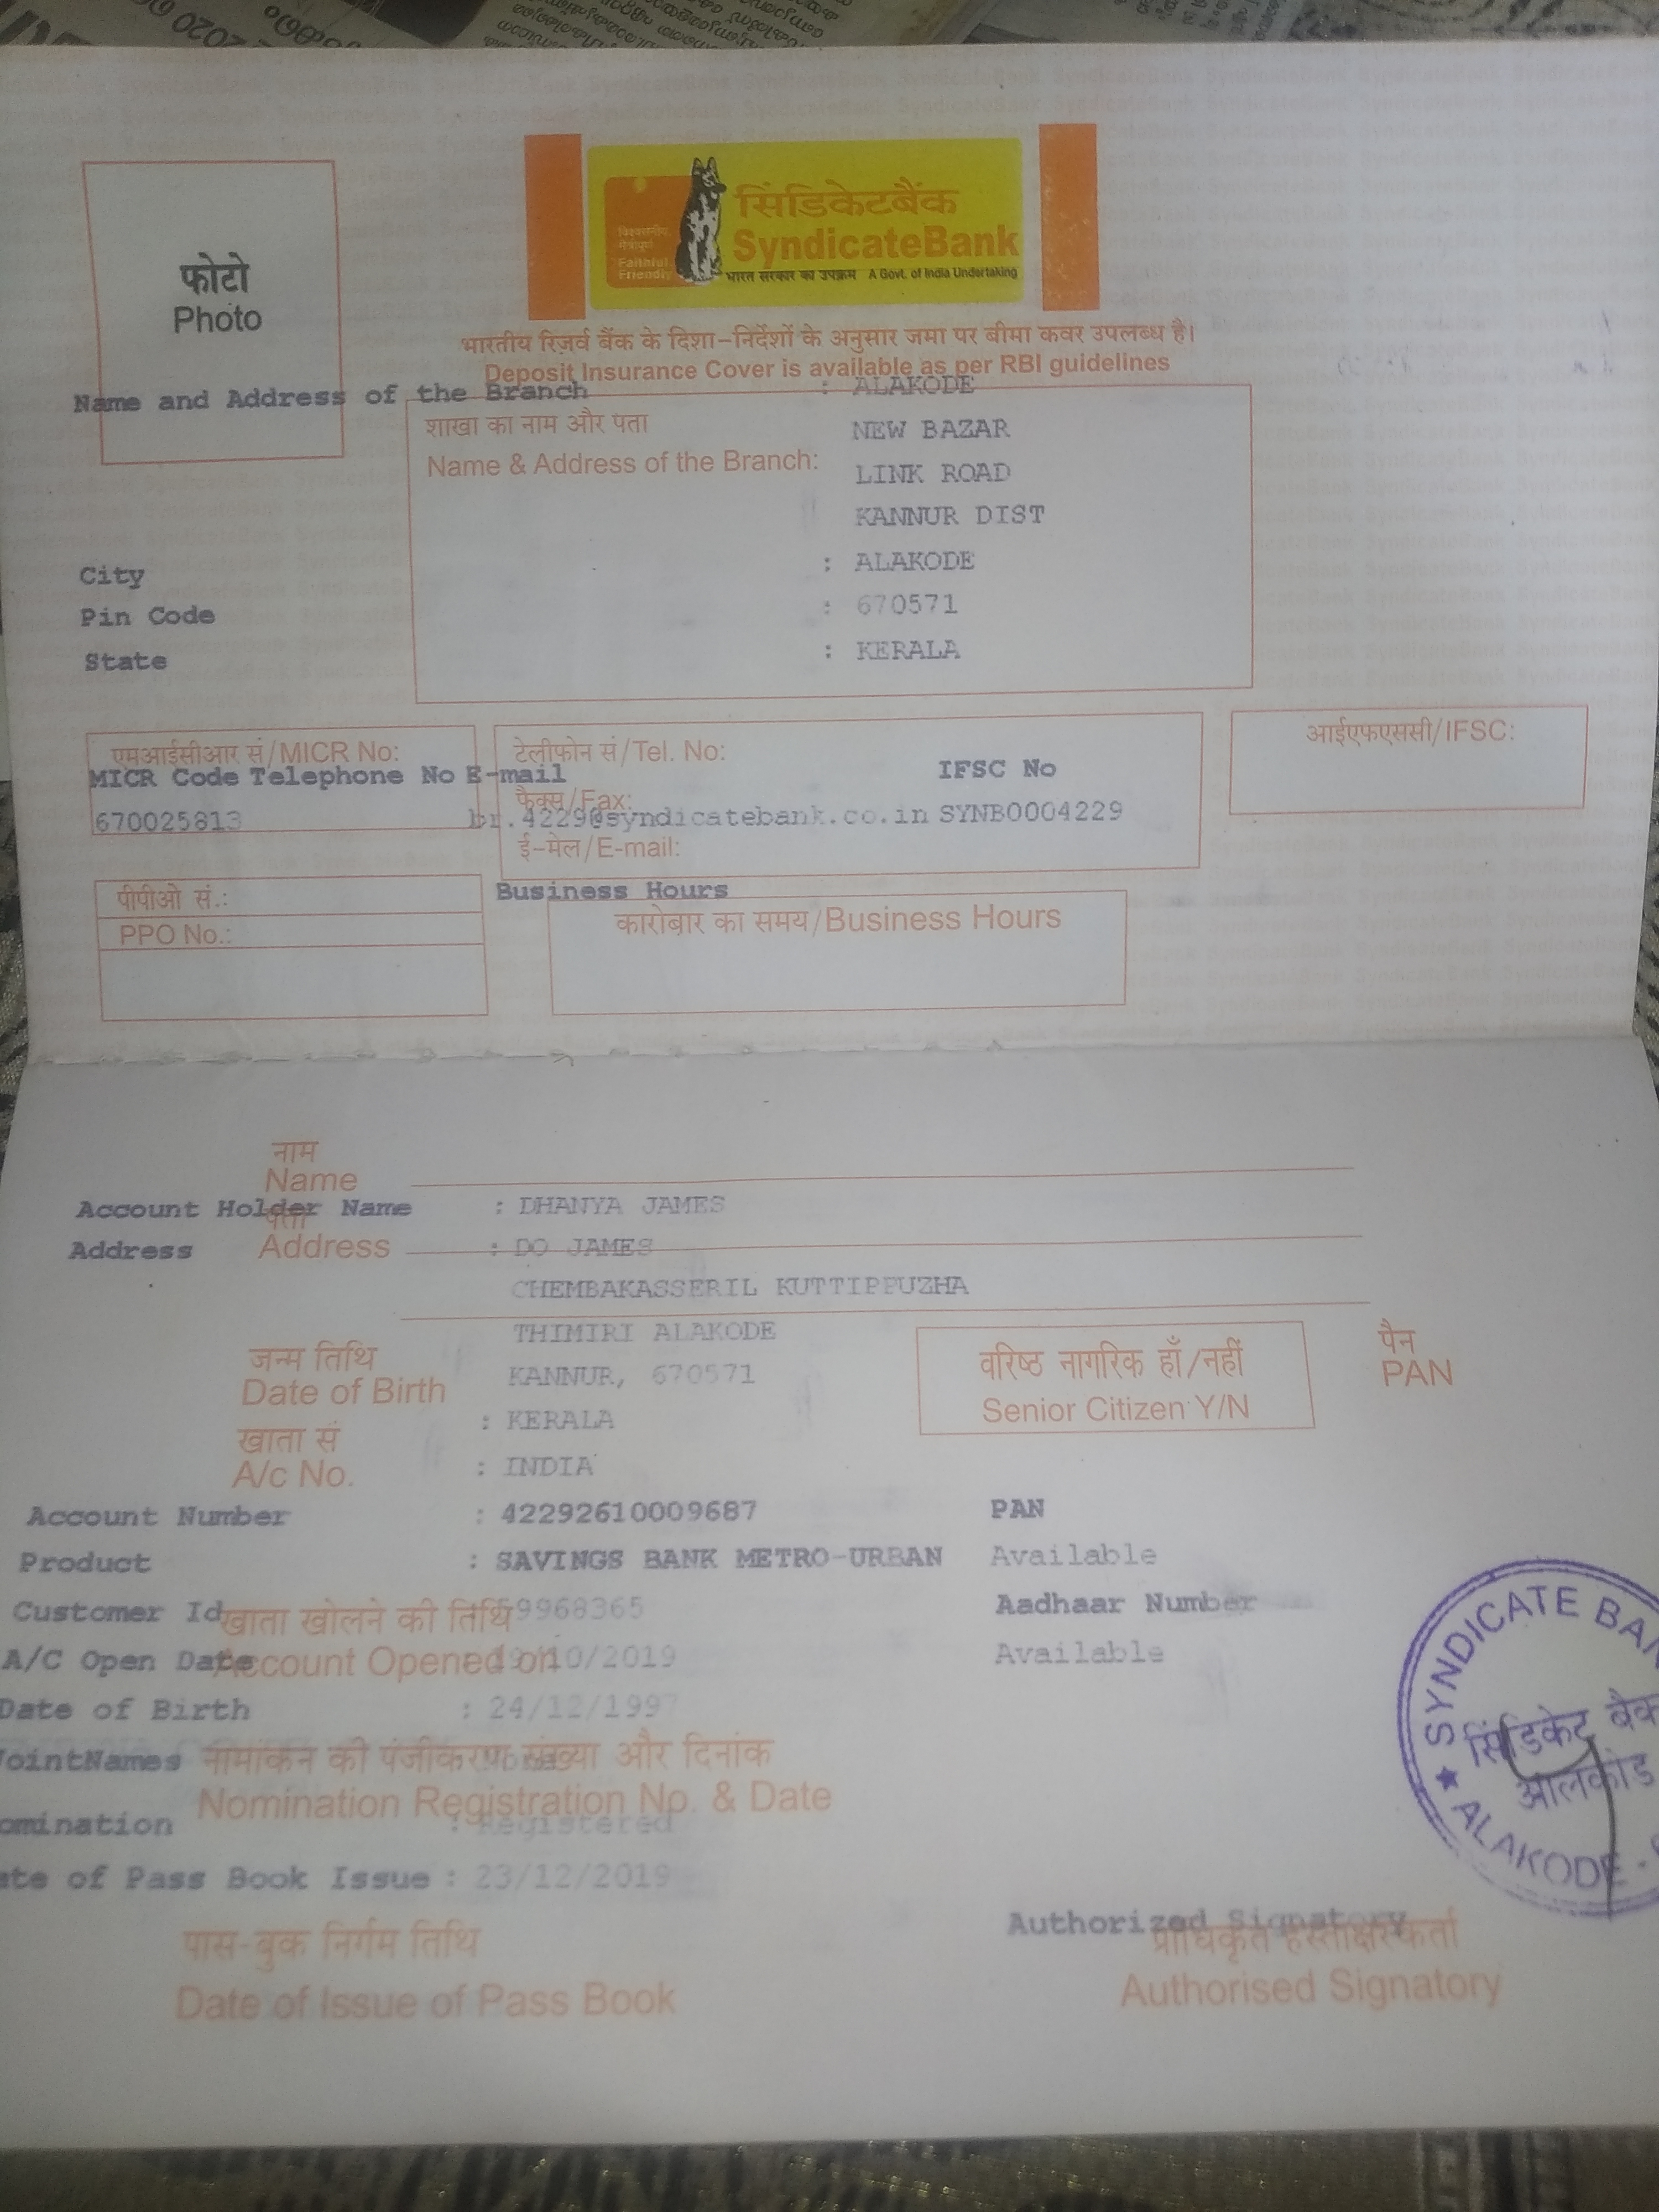 फोटो
Photo
विश्वसनीय, मैत्रीपूर्ण
Faithful. Friendly
सिंडिकेटबैंक
SyndicateBank
भारत सरकार का उपक्रम A Govt. of India Undertaking
भारतीय रिज़र्व बैंक के दिशा-निर्देशों के अनुसार जमा पर बीमा कवर उपलब्ध है।
Deposit Insurance Cover is available as per RBI guidelines
Name and Address of the Branch : ALAKODE
शाखा का नाम और पता
NEW BAZAR
Name & Address of the Branch:
LINK ROAD
KANNUR DIST
City : ALAKODE
Pin Code : 670571
State : KERALA
एमआईसीआर सं/MICR No: टेलीफोन सं/Tel. No: आईएफएससी/IFSC:
MICR Code Telephone No E-mail IFSC No
फैक्स/Fax:
670025813 br.4229@syndicatebank.co.in SYNB0004229
ई-मेल/E-mail:
पीपीओ सं.: Business Hours
PPO No.: कारोबार का समय/Business Hours
नाम
Name
Account Holder Name : DHANYA JAMES
पता
Address Address : DO JAMES
CHEMBAKASSERIL KUTTIPPUZHA
THIMIRI ALAKODE
जन्म तिथि वरिष्ठ नागरिक हाँ/नहीं पैन
Date of Birth KANNUR, 670571 Senior Citizen Y/N PAN
खाता सं : KERALA
A/c No. : INDIA
Account Number : 42292610009687 PAN
Product : SAVINGS BANK METRO-URBAN Available
Customer Id 9968365 Aadhaar Number
खाता खोलने की तिथि
A/C Open Date 19/10/2019 Available
Account Opened on
Date of Birth : 24/12/1997
JointNames
नामांकन की पंजीकरण संख्या और दिनांक
Nomination Registration No. & Date
omination : Registered
ate of Pass Book Issue : 23/12/2019
पास-बुक निर्गम तिथि
Date of Issue of Pass Book
Authorized Signatory
प्राधिकृत हस्ताक्षरकर्ता
Authorised Signatory
SYNDICATE BAN
सिंडिकेट बैंक
आलकोड
★ ALAKODE -